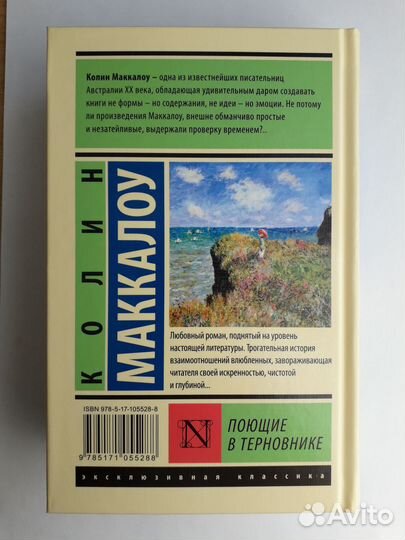 Колин Маккалоу – одна из известнейших писательниц
Австралии XX века, обладающая удивительным даром создавать
книги не формы – но содержания, не идеи – но эмоции. Не потому
ли произведения Маккалоу, внешне обманчиво простые
и незатейливые, выдержали проверку временем?..
КОЛИН
МАККАЛОУ
Любовный роман, поднятый на уровень
настоящей литературы. Трогательная история
взаимоотношений влюбленных, завораживающая
читателя своей искренностью, чистотой
и глубиной...
ISBN 978-5-17-105528-8
9 785171 055288
N
ПОЮЩИЕ
В ТЕРНОВНИКЕ
эксклюзивная классика
Avito